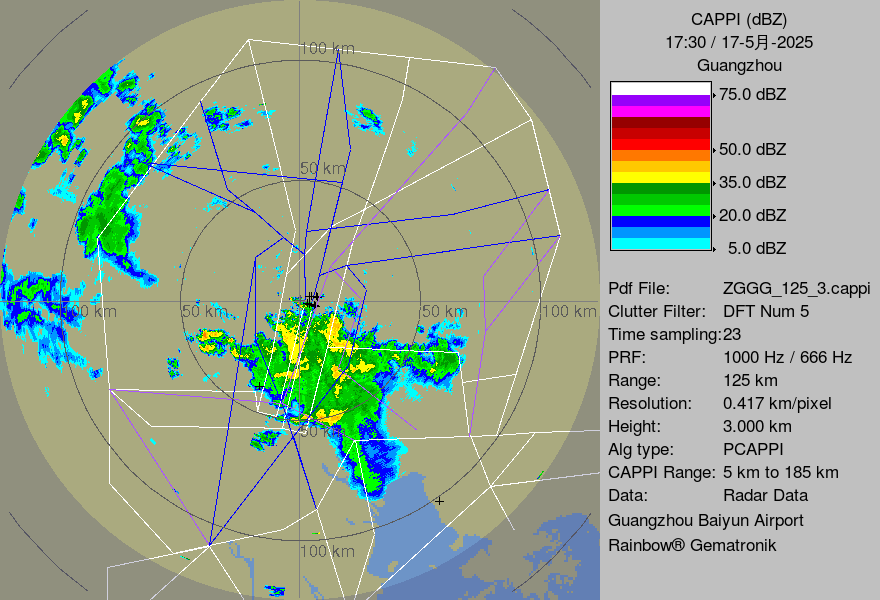 CAPPI (dBZ)
17:30 / 17-5月-2025
Guangzhou
75.0 dBZ
50.0 dBZ
35.0 dBZ
20.0 dBZ
5.0 dBZ
Pdf File: ZGGG_125_3.cappi
Clutter Filter: DFT Num 5
Time sampling:23
PRF: 1000 Hz / 666 Hz
Range: 125 km
Resolution: 0.417 km/pixel
Height: 3.000 km
Alg type: PCAPPI
CAPPI Range: 5 km to 185 km
Data: Radar Data
Guangzhou Baiyun Airport
Rainbow® Gematronik
100 km
50 km
100 km
50 km
50 km
100 km
50 km
100 km